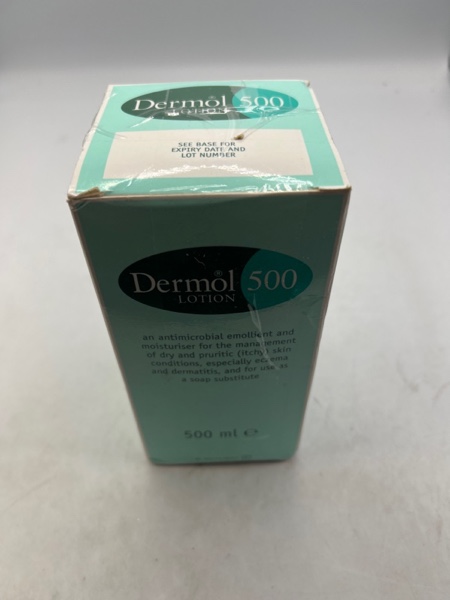 Dermol® 500
LOTION
SEE BASE FOR
EXPIRY DATE AND
LOT NUMBER
Dermol® 500
LOTION
an antimicrobial emollient and
moisturiser for the management
of dry and pruritic (itchy) skin
conditions, especially eczema
and dermatitis, and for use as
a soap substitute
500 ml ℮